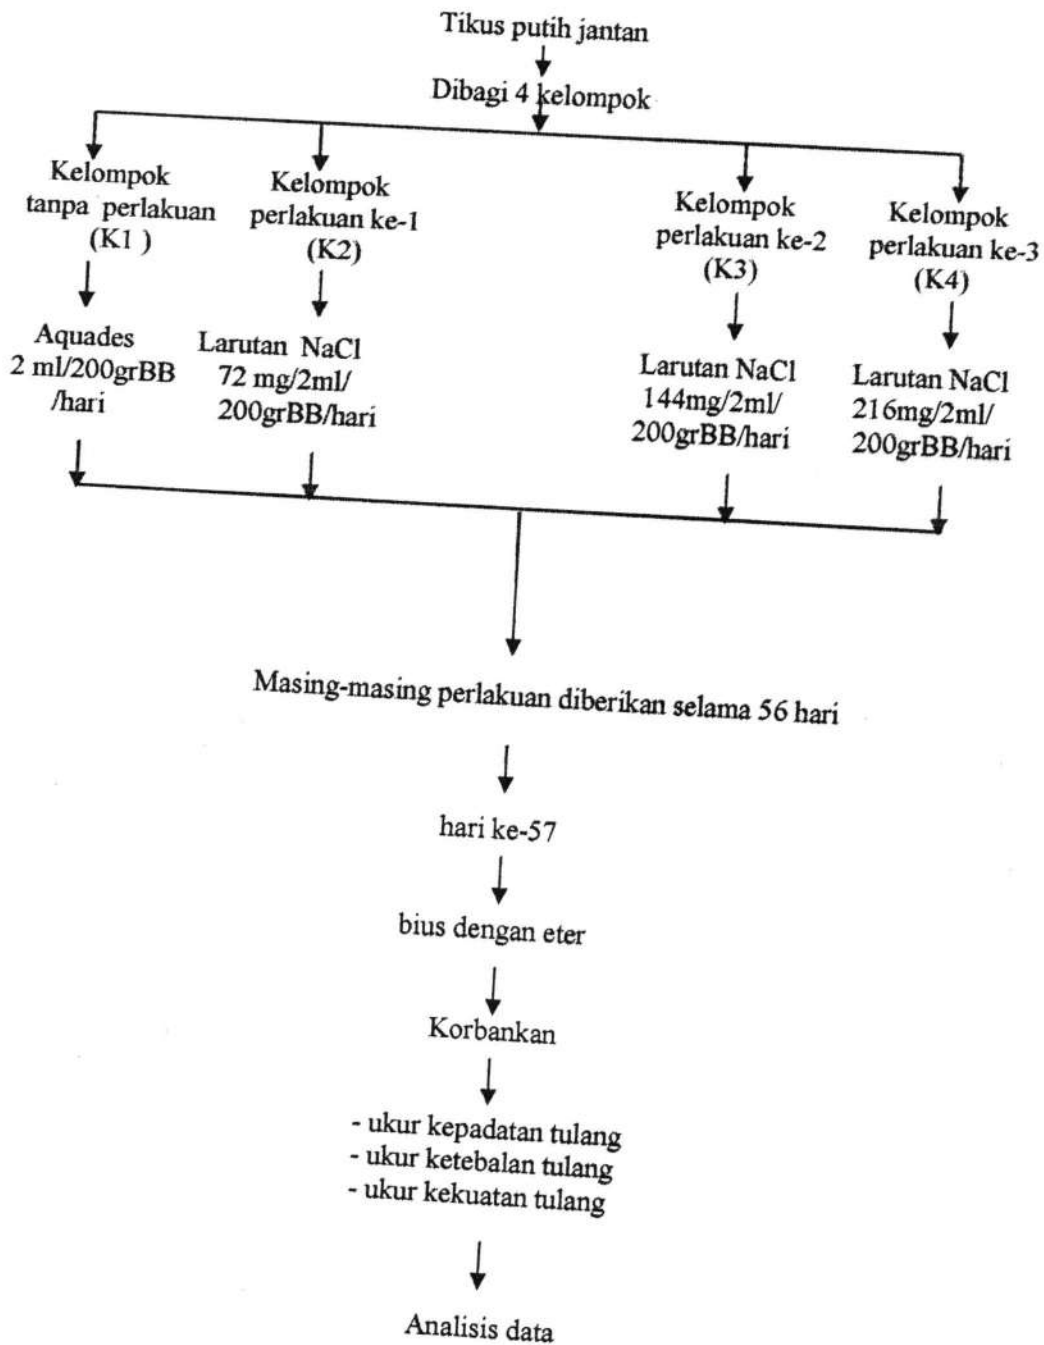 Tikus putih jantan
Dibagi 4 kelompok
Kelompok
tanpa perlakuan
(K1 )
Kelompok
perlakuan ke-1
(K2)
Kelompok
perlakuan ke-2
(K3)
Kelompok
perlakuan ke-3
(K4)
Aquades
2 ml/200grBB
/hari
Larutan NaCl
72 mg/2ml/
200grBB/hari
Larutan NaCl
144mg/2ml/
200grBB/hari
Larutan NaCl
216mg/2ml/
200grBB/hari
Masing-masing perlakuan diberikan selama 56 hari
hari ke-57
bius dengan eter
Korbankan
- ukur kepadatan tulang
- ukur ketebalan tulang
- ukur kekuatan tulang
Analisis data